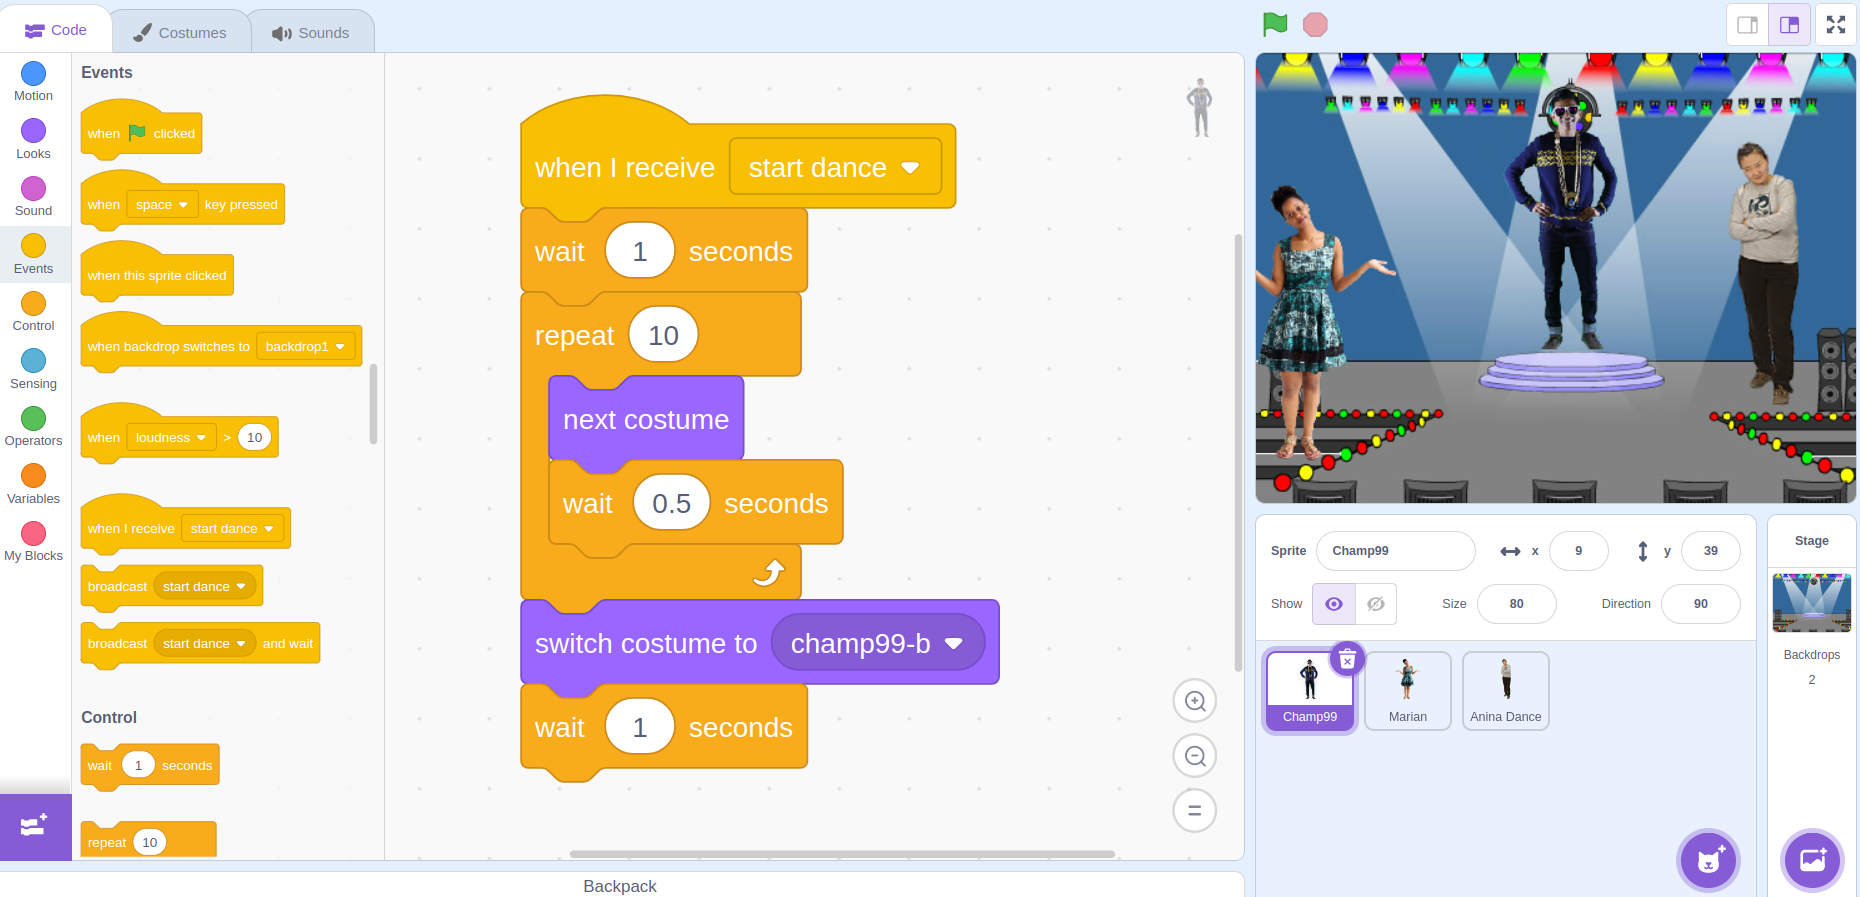 Code
Costumes
Sounds
Motion
Looks
Sound
Events
Control
Sensing
Operators
Variables
My Blocks
Events
when clicked
when space key pressed
when this sprite clicked
when backdrop switches to backdrop1
when loudness > 10
when I receive start dance
broadcast start dance
broadcast start dance and wait
Control
wait 1 seconds
repeat 10
when I receive start dance
wait 1 seconds
repeat 10
next costume
wait 0.5 seconds
switch costume to champ99-b
wait 1 seconds
Backpack
Sprite Champ99 x 9 y 39
Show Size 80 Direction 90
Champ99
Marian
Anina Dance
Stage
Backdrops
2